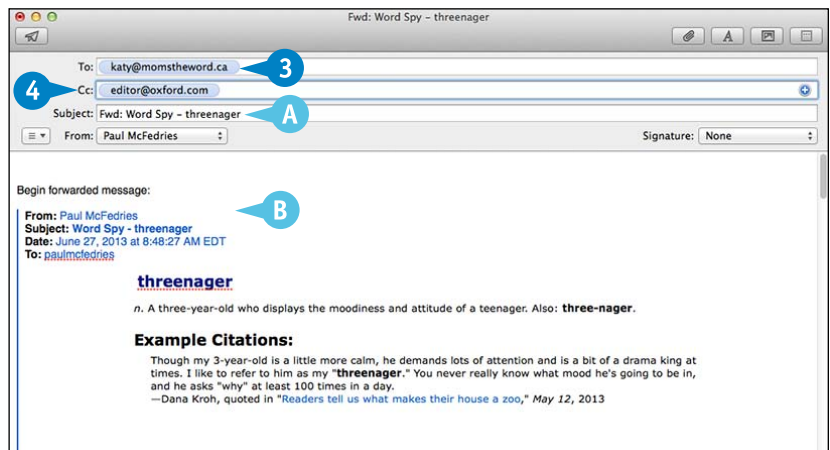 Fwd: Word Spy – threenager
A
To: katy@momstheword.ca
3
4
Cc: editor@oxford.com
Subject: Fwd: Word Spy – threenager
A
From: Paul McFedries
Signature: None
Begin forwarded message:
B
From: Paul McFedries
Subject: Word Spy - threenager
Date: June 27, 2013 at 8:48:27 AM EDT
To: paulmcfedries
threenager
n. A three-year-old who displays the moodiness and attitude of a teenager. Also: three-nager.
Example Citations:
Though my 3-year-old is a little more calm, he demands lots of attention and is a bit of a drama king at
times. I like to refer to him as my "threenager." You never really know what mood he's going to be in,
and he asks "why" at least 100 times in a day.
—Dana Kroh, quoted in "Readers tell us what makes their house a zoo," May 12, 2013